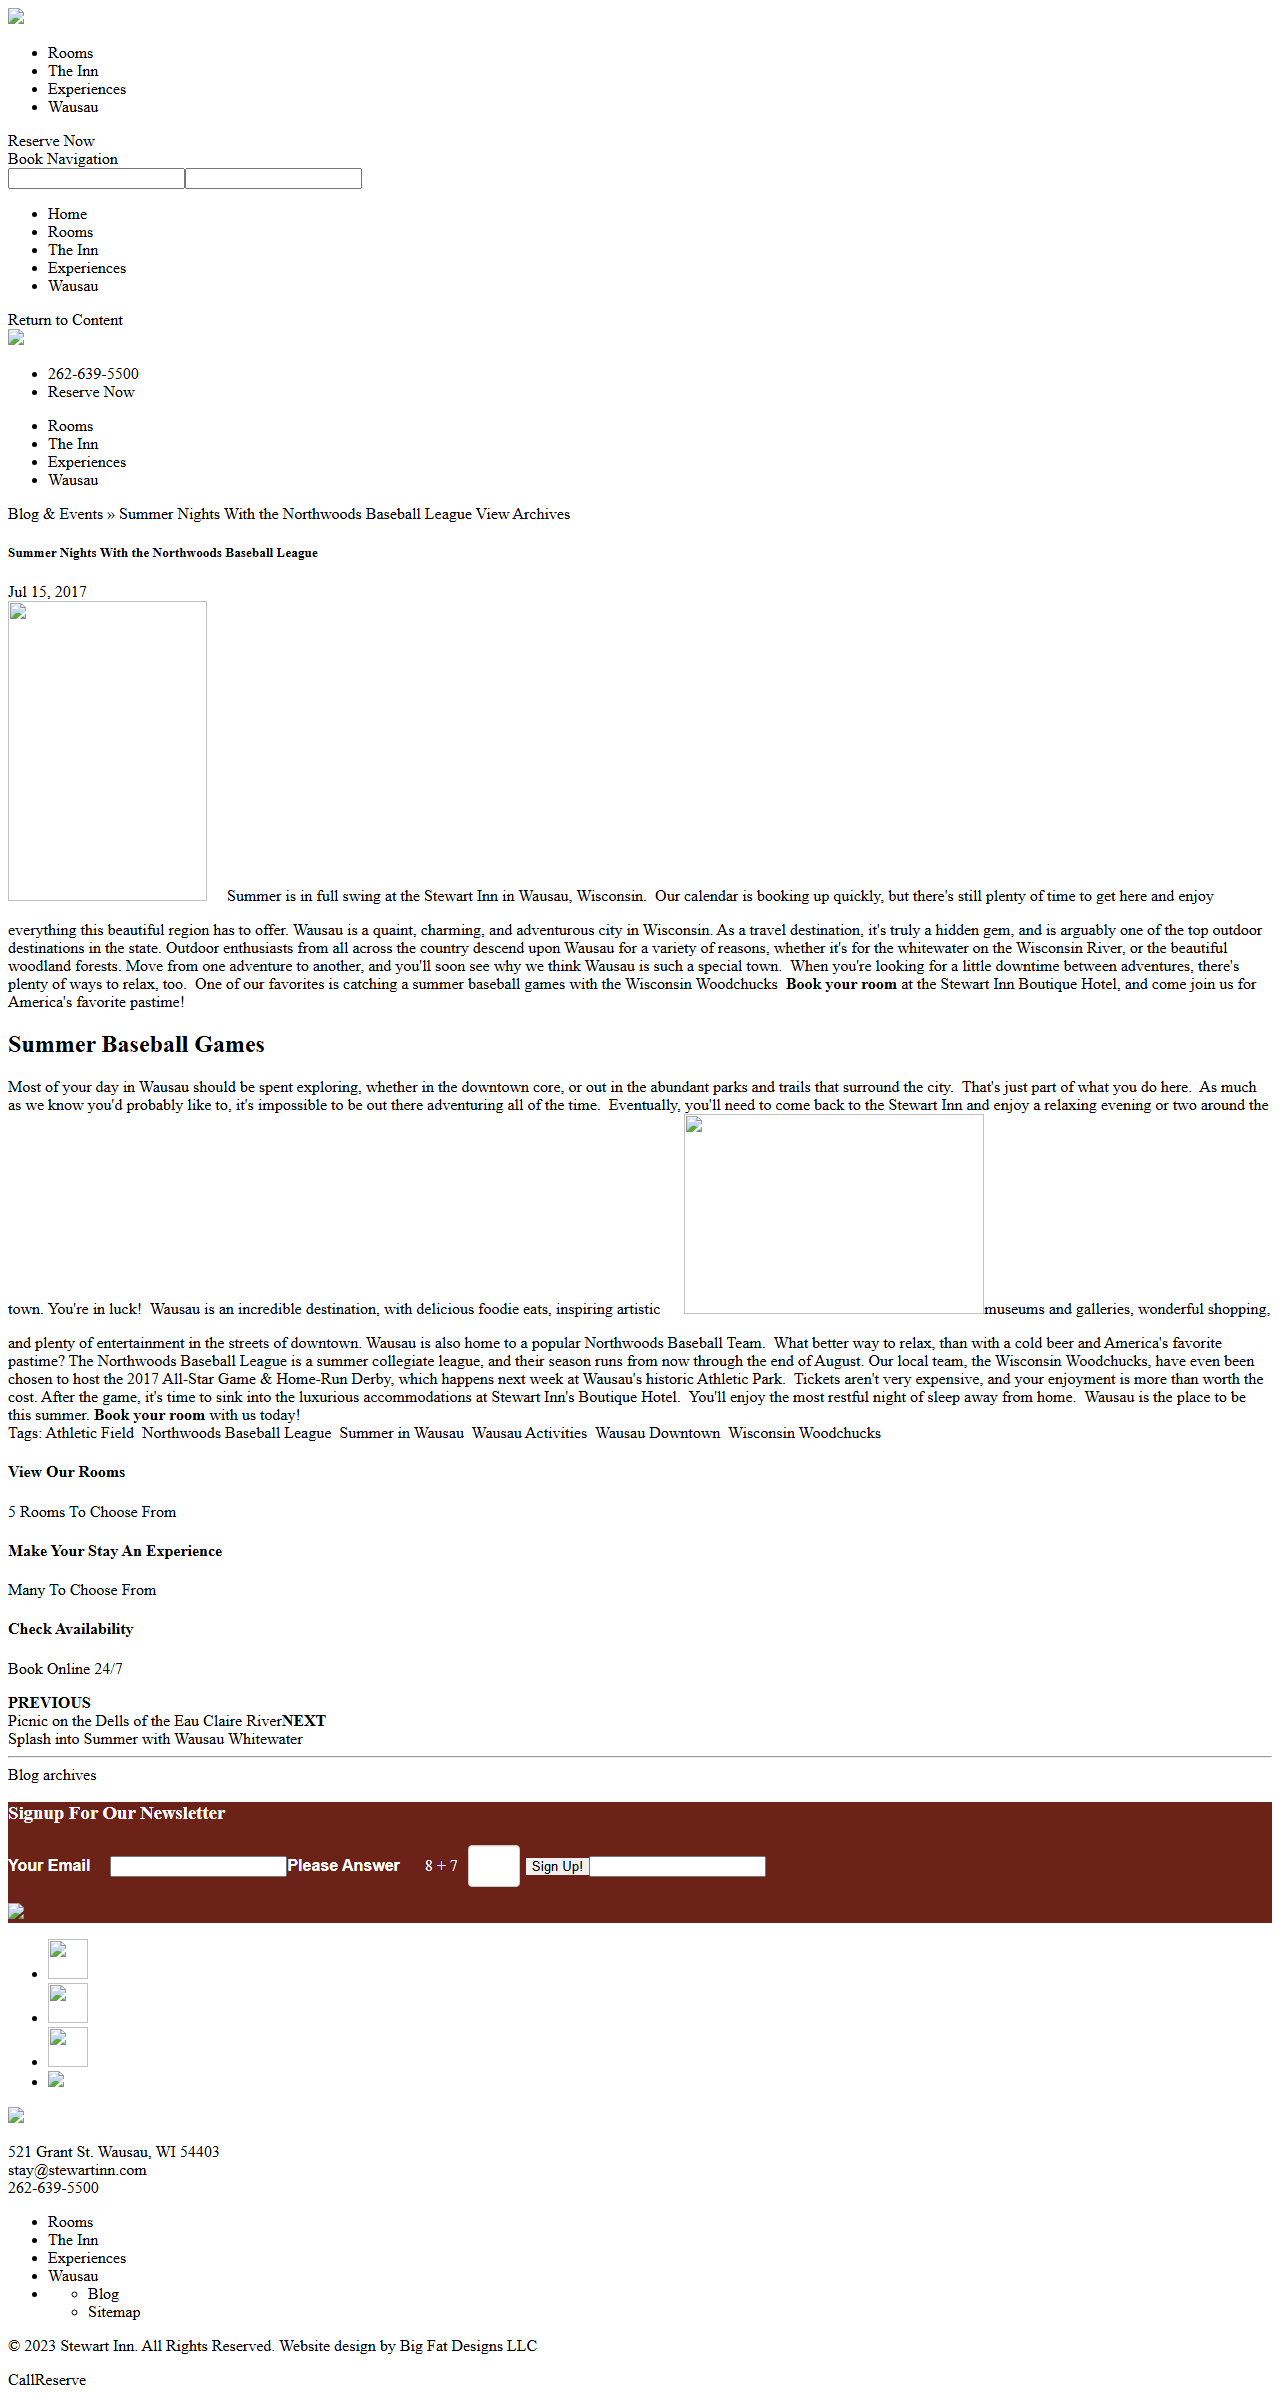 Rooms
The Inn
Experiences
Wausau
Reserve Now
Book Navigation
Home
Rooms
The Inn
Experiences
Wausau
Return to Content
262-639-5500
Reserve Now
Rooms
The Inn
Experiences
Wausau
Blog & Events » Summer Nights With the Northwoods Baseball League View Archives
Summer Nights With the Northwoods Baseball League
Jul 15, 2017
Summer is in full swing at the Stewart Inn in Wausau, Wisconsin.  Our calendar is booking up quickly, but there's still plenty of time to get here and enjoy
everything this beautiful region has to offer. Wausau is a quaint, charming, and adventurous city in Wisconsin. As a travel destination, it's truly a hidden gem, and is arguably one of the top outdoor
destinations in the state. Outdoor enthusiasts from all across the country descend upon Wausau for a variety of reasons, whether it's for the whitewater on the Wisconsin River, or the beautiful
woodland forests. Move from one adventure to another, and you'll soon see why we think Wausau is such a special town.  When you're looking for a little downtime between adventures, there's
plenty of ways to relax, too.  One of our favorites is catching a summer baseball games with the Wisconsin Woodchucks  Book your room at the Stewart Inn Boutique Hotel, and come join us for
America's favorite pastime!
Summer Baseball Games
Most of your day in Wausau should be spent exploring, whether in the downtown core, or out in the abundant parks and trails that surround the city.  That's just part of what you do here.  As much
as we know you'd probably like to, it's impossible to be out there adventuring all of the time.  Eventually, you'll need to come back to the Stewart Inn and enjoy a relaxing evening or two around the
town. You're in luck!  Wausau is an incredible destination, with delicious foodie eats, inspiring artistic museums and galleries, wonderful shopping,
and plenty of entertainment in the streets of downtown. Wausau is also home to a popular Northwoods Baseball Team.  What better way to relax, than with a cold beer and America's favorite
pastime? The Northwoods Baseball League is a summer collegiate league, and their season runs from now through the end of August. Our local team, the Wisconsin Woodchucks, have even been
chosen to host the 2017 All-Star Game & Home-Run Derby, which happens next week at Wausau's historic Athletic Park.  Tickets aren't very expensive, and your enjoyment is more than worth the
cost. After the game, it's time to sink into the luxurious accommodations at Stewart Inn's Boutique Hotel.  You'll enjoy the most restful night of sleep away from home.  Wausau is the place to be
this summer. Book your room with us today!
Tags: Athletic Field  Northwoods Baseball League  Summer in Wausau  Wausau Activities  Wausau Downtown  Wisconsin Woodchucks
View Our Rooms
5 Rooms To Choose From
Make Your Stay An Experience
Many To Choose From
Check Availability
Book Online 24/7
PREVIOUS
Picnic on the Dells of the Eau Claire RiverNEXT
Splash into Summer with Wausau Whitewater
Blog archives
Signup For Our Newsletter
Your Email Please Answer 8 + 7 Sign Up!
521 Grant St. Wausau, WI 54403
stay@stewartinn.com
262-639-5500
Rooms
The Inn
Experiences
Wausau
Blog
Sitemap
© 2023 Stewart Inn. All Rights Reserved. Website design by Big Fat Designs LLC
CallReserve